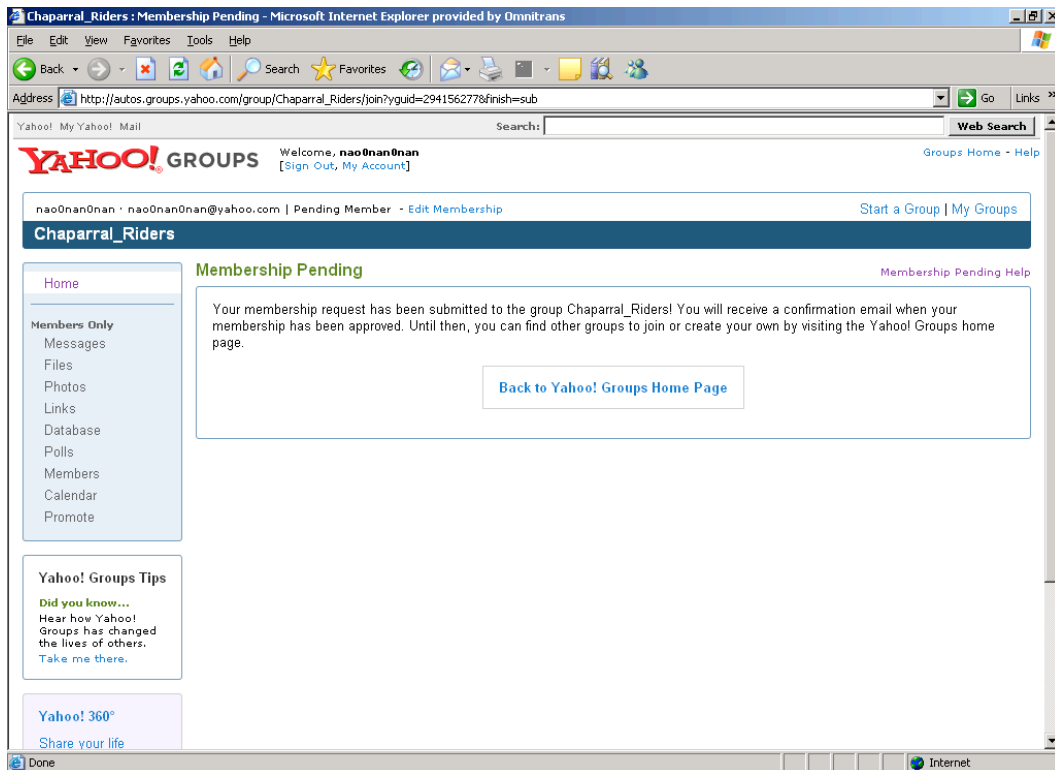 Chaparral_Riders : Membership Pending - Microsoft Internet Explorer provided by Omnitrans
File Edit View Favorites Tools Help
Back Search Favorites
Address http://autos.groups.yahoo.com/group/Chaparral_Riders/join?yguid=294156277&finish=sub Go Links »
Yahoo! My Yahoo! Mail Search: Web Search
YAHOO! GROUPS Welcome, nao0nan0nan Groups Home - Help
[Sign Out, My Account]
nao0nan0nan · nao0nan0nan@yahoo.com | Pending Member - Edit Membership Start a Group | My Groups
Chaparral_Riders
Home
Members Only
Messages
Files
Photos
Links
Database
Polls
Members
Calendar
Promote
Membership Pending Membership Pending Help
Your membership request has been submitted to the group Chaparral_Riders! You will receive a confirmation email when your
membership has been approved. Until then, you can find other groups to join or create your own by visiting the Yahoo! Groups home
page.
Back to Yahoo! Groups Home Page
Yahoo! Groups Tips
Did you know...
Hear how Yahoo!
Groups has changed
the lives of others.
Take me there.
Yahoo! 360°
Share your life
Done Internet